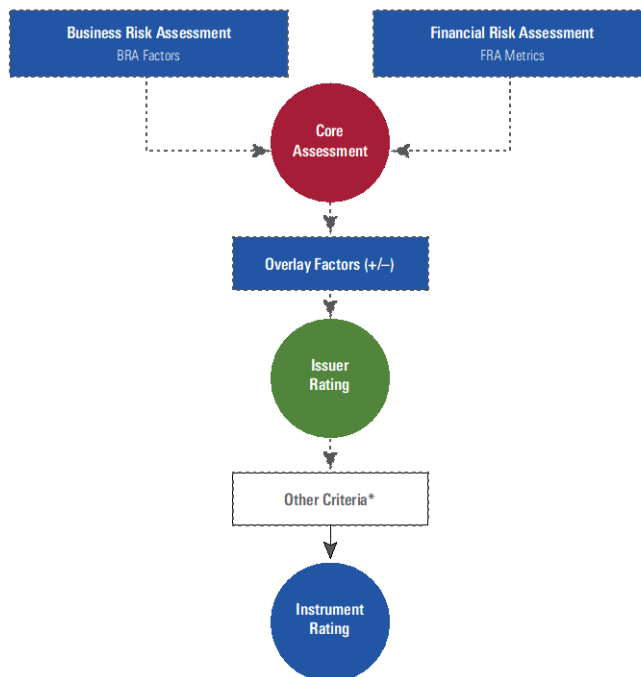 Business Risk Assessment
BRA Factors
Financial Risk Assessment
FRA Metrics
Core
Assessment
Overlay Factors (+/–)
Issuer
Rating
Other Criteria*
Instrument
Rating